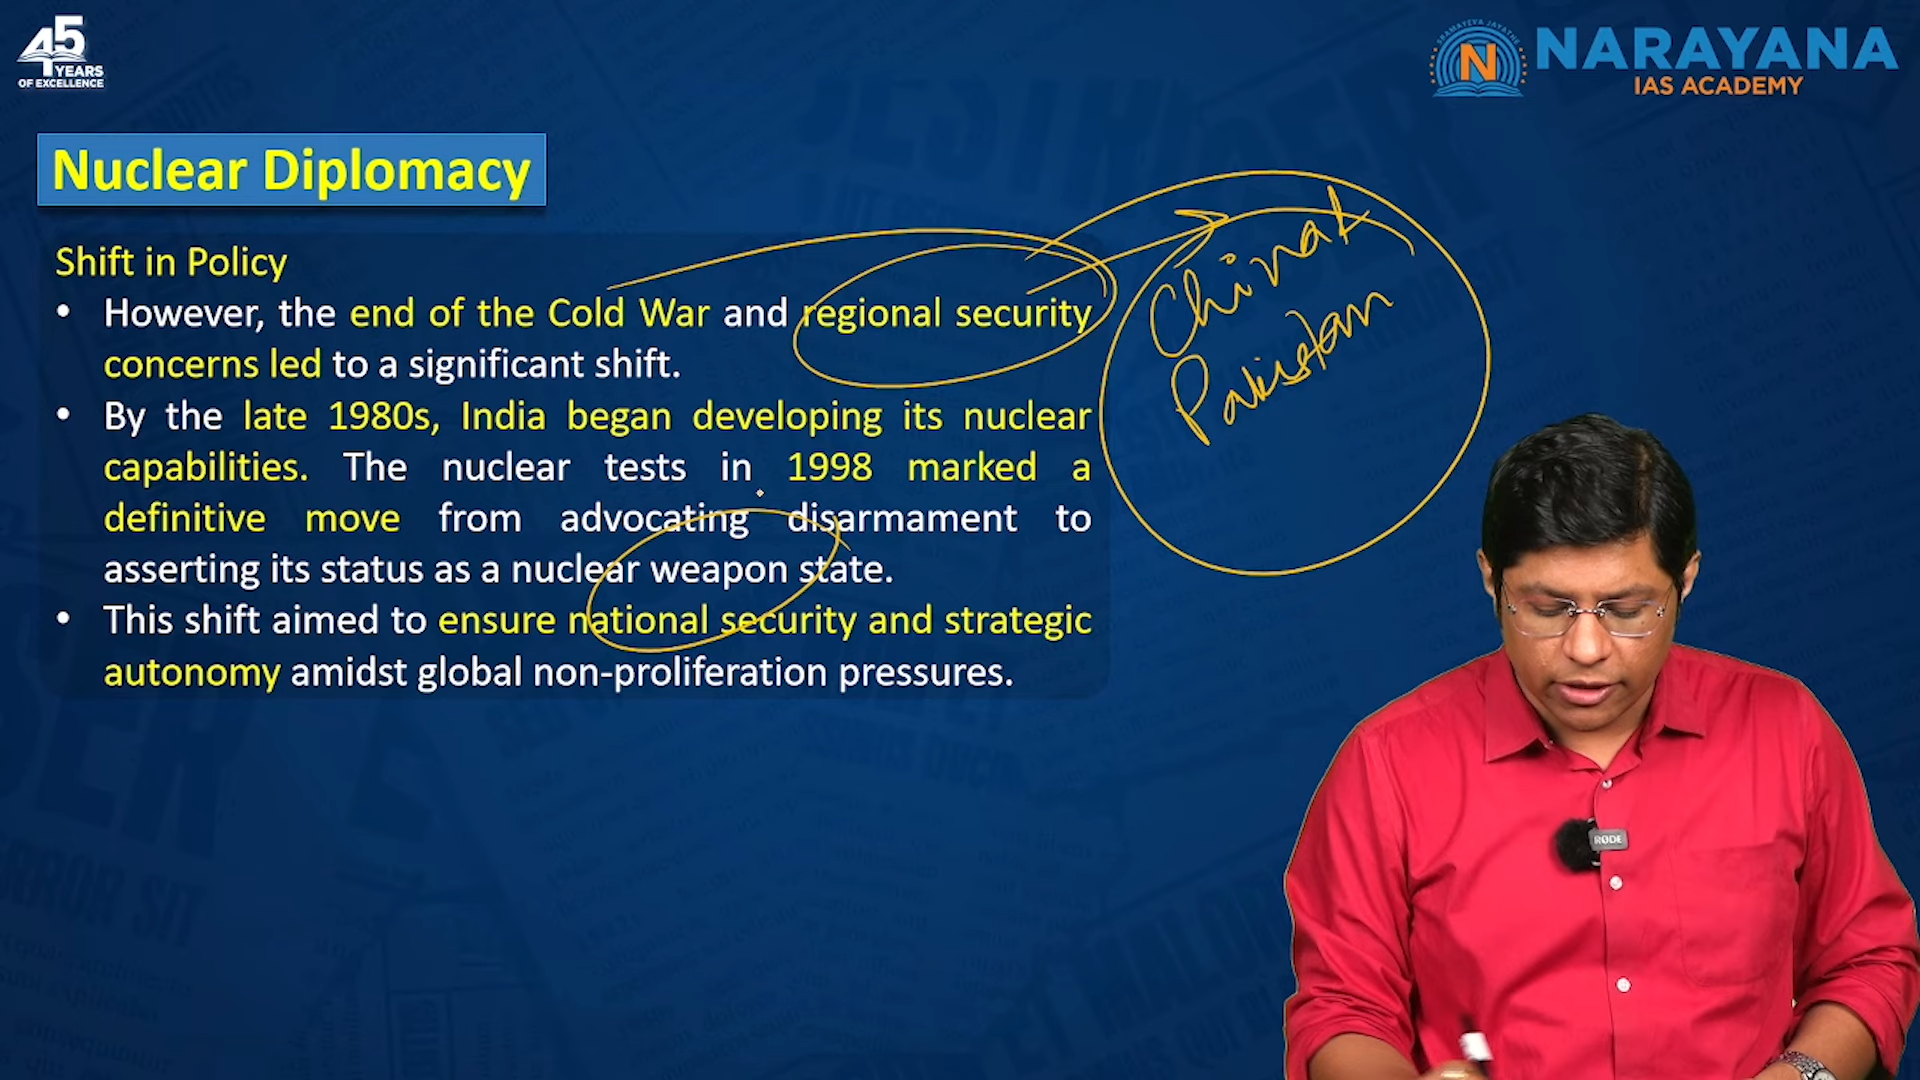 45
YEARS
OF EXCELLENCE
NARAYANA
IAS ACADEMY
Nuclear Diplomacy
Shift in Policy
• However, the end of the Cold War and regional security
concerns led to a significant shift.
• By the late 1980s, India began developing its nuclear
capabilities. The nuclear tests in 1998 marked a
definitive move from advocating disarmament to
asserting its status as a nuclear weapon state.
• This shift aimed to ensure national security and strategic
autonomy amidst global non-proliferation pressures.
China
Pakistan
RØDE